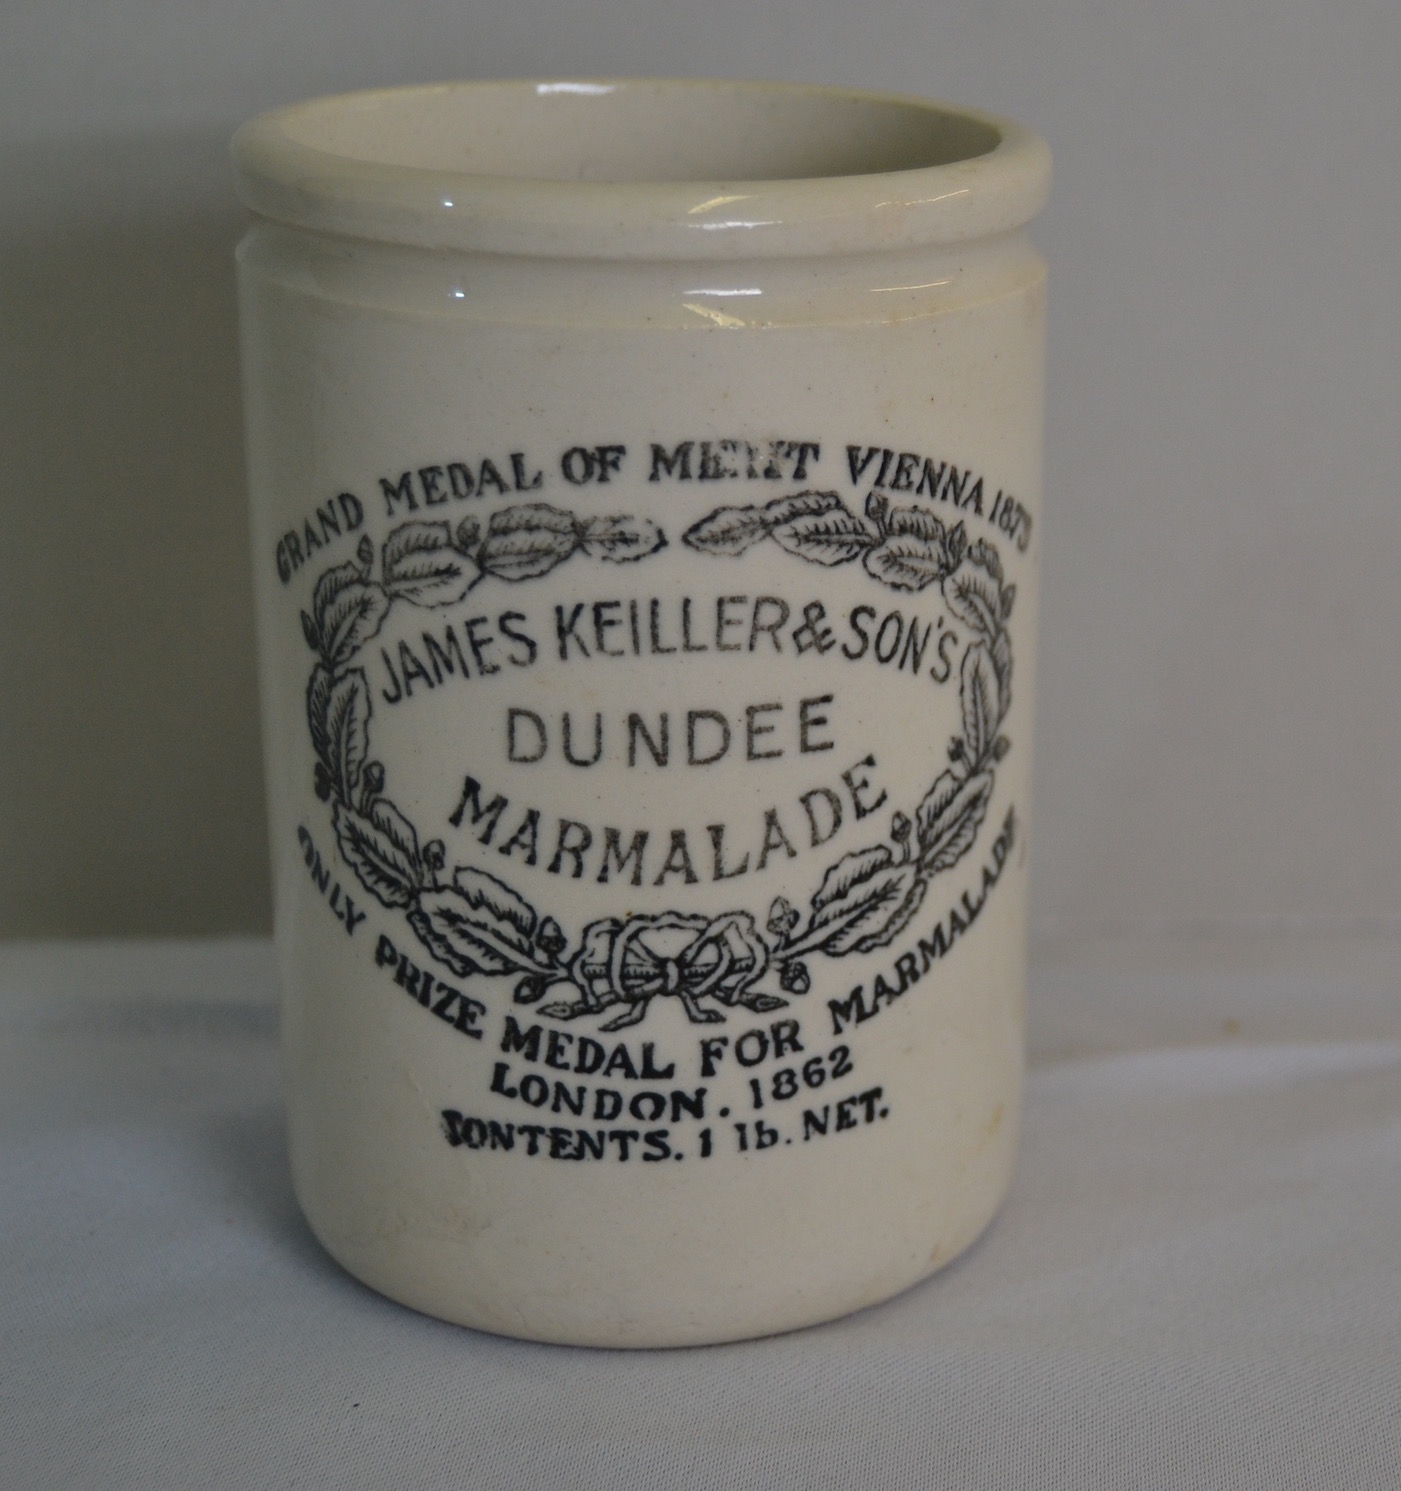 GRAND MEDAL OF MERIT VIENNA 1873
JAMES KEILLER & SON'S
DUNDEE
MARMALADE
ONLY PRIZE MEDAL FOR MARMALADE
LONDON. 1862
CONTENTS. 1 lb. NET.